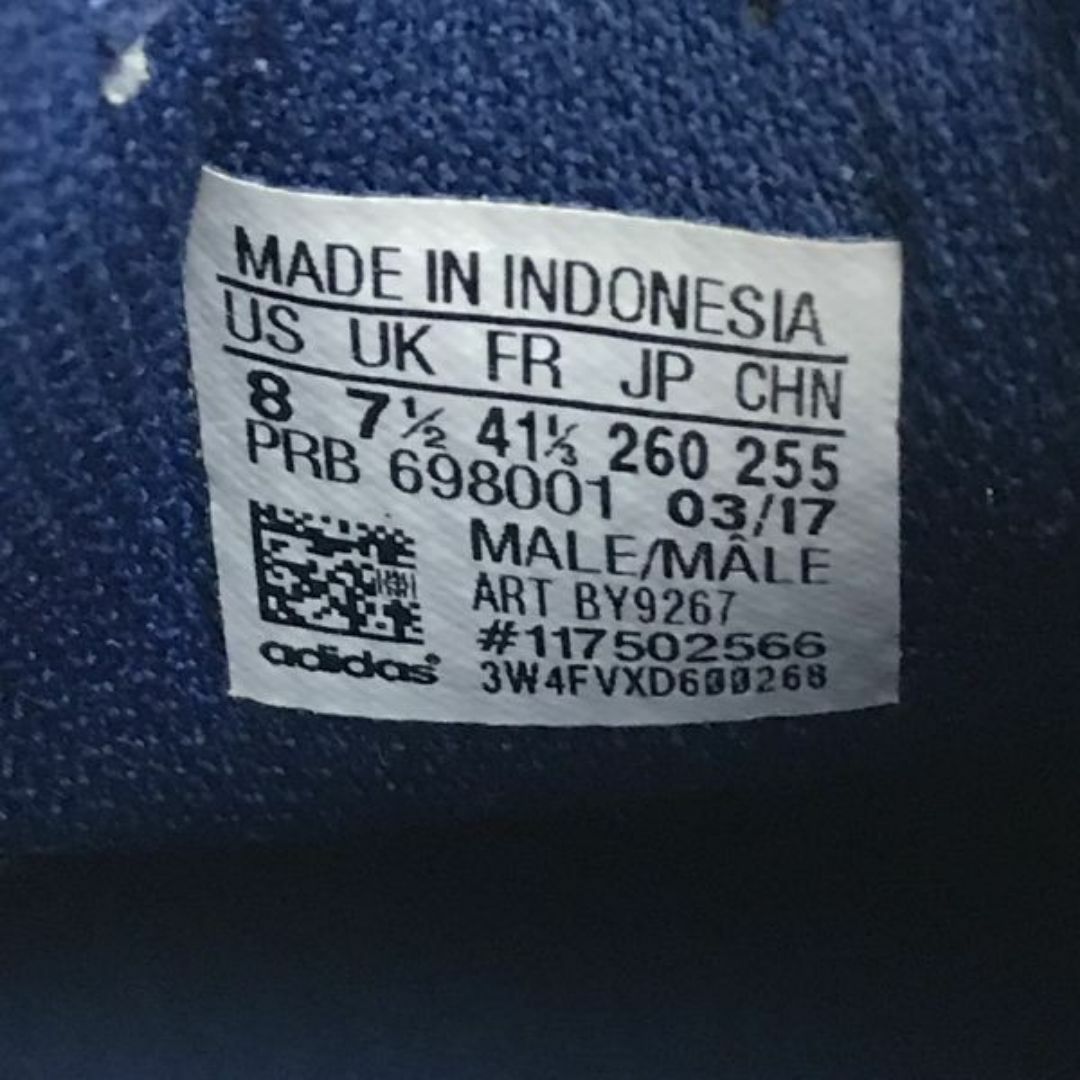 MADE IN INDONESIA
US UK FR JP CHN
8 7½ 41⅓ 260 255
PRB 698001 03/17
MALE/MÂLE
ART BY9267
#117502566
3W4FVXD600268
adidas